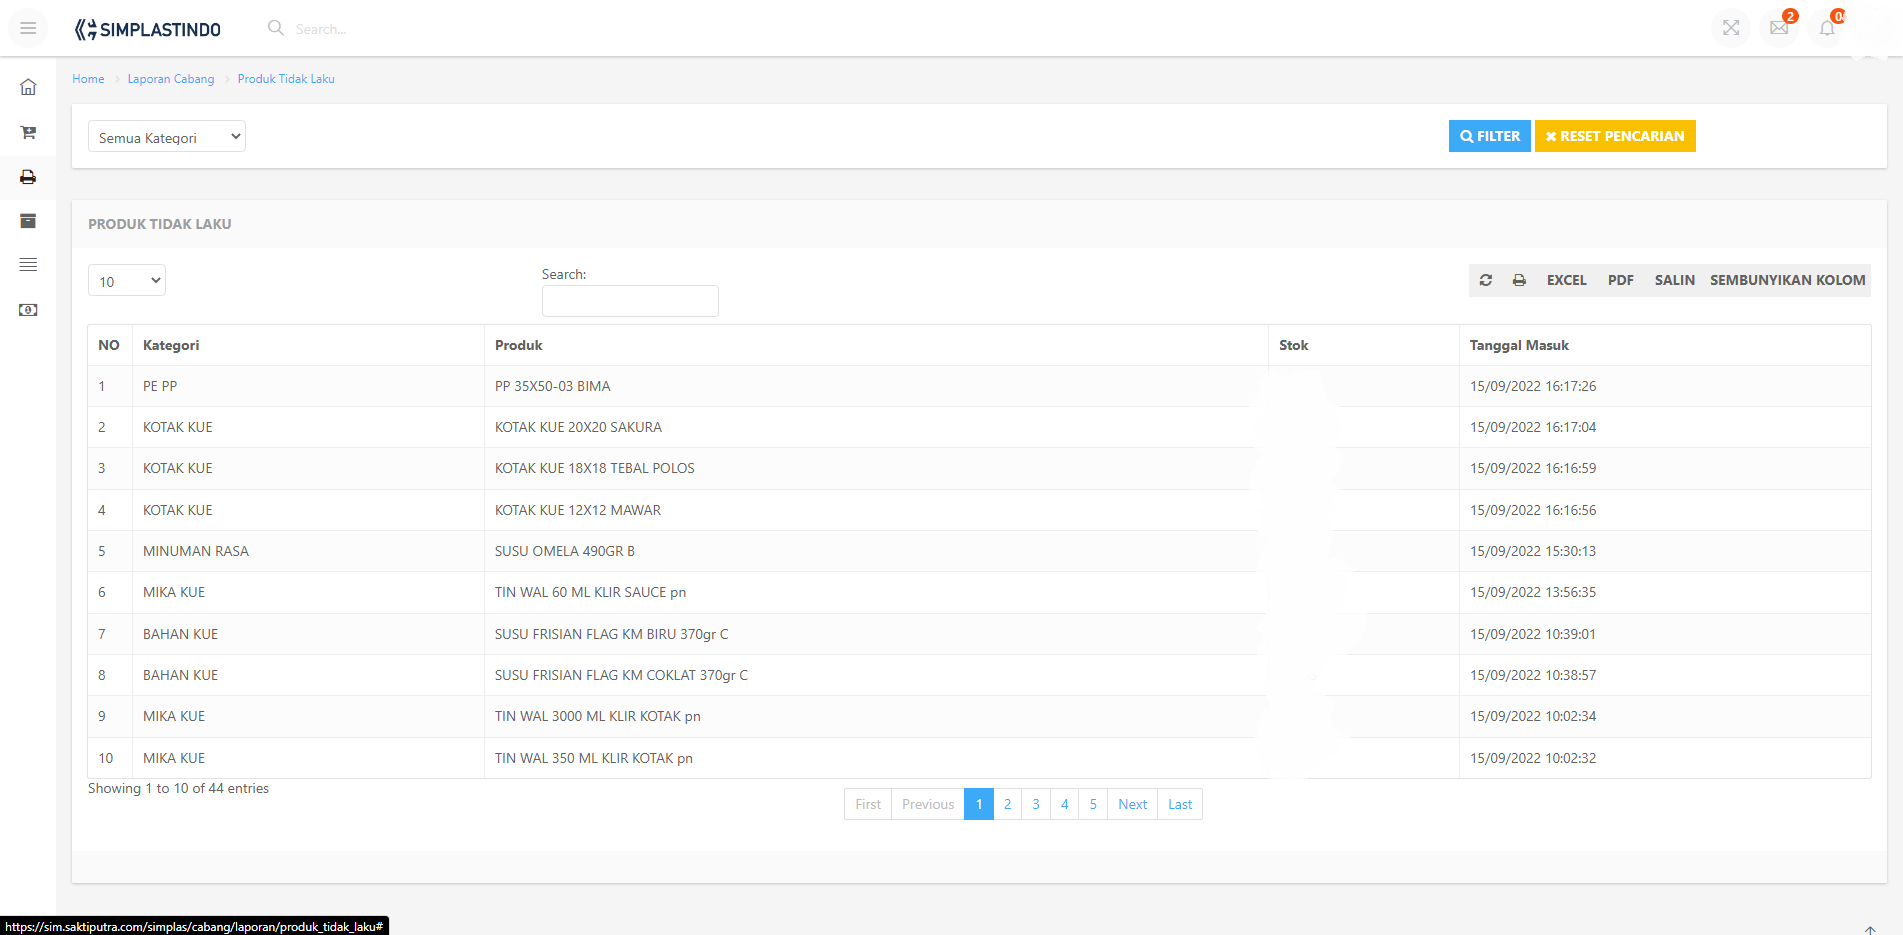 SIMPLASTINDO
Search...
2
Home > Laporan Cabang > Produk Tidak Laku
Semua Kategori
FILTER
RESET PENCARIAN
PRODUK TIDAK LAKU
10
Search:
EXCEL PDF SALIN SEMBUNYIKAN KOLOM
NO Kategori Produk Stok Tanggal Masuk
1 PE PP PP 35X50-03 BIMA 15/09/2022 16:17:26
2 KOTAK KUE KOTAK KUE 20X20 SAKURA 15/09/2022 16:17:04
3 KOTAK KUE KOTAK KUE 18X18 TEBAL POLOS 15/09/2022 16:16:59
4 KOTAK KUE KOTAK KUE 12X12 MAWAR 15/09/2022 16:16:56
5 MINUMAN RASA SUSU OMELA 490GR B 15/09/2022 15:30:13
6 MIKA KUE TIN WAL 60 ML KLIR SAUCE pn 15/09/2022 13:56:35
7 BAHAN KUE SUSU FRISIAN FLAG KM BIRU 370gr C 15/09/2022 10:39:01
8 BAHAN KUE SUSU FRISIAN FLAG KM COKLAT 370gr C 15/09/2022 10:38:57
9 MIKA KUE TIN WAL 3000 ML KLIR KOTAK pn 15/09/2022 10:02:34
10 MIKA KUE TIN WAL 350 ML KLIR KOTAK pn 15/09/2022 10:02:32
Showing 1 to 10 of 44 entries
First Previous 1 2 3 4 5 Next Last
https://sim.saktiputra.com/simplas/cabang/laporan/produk_tidak_laku#